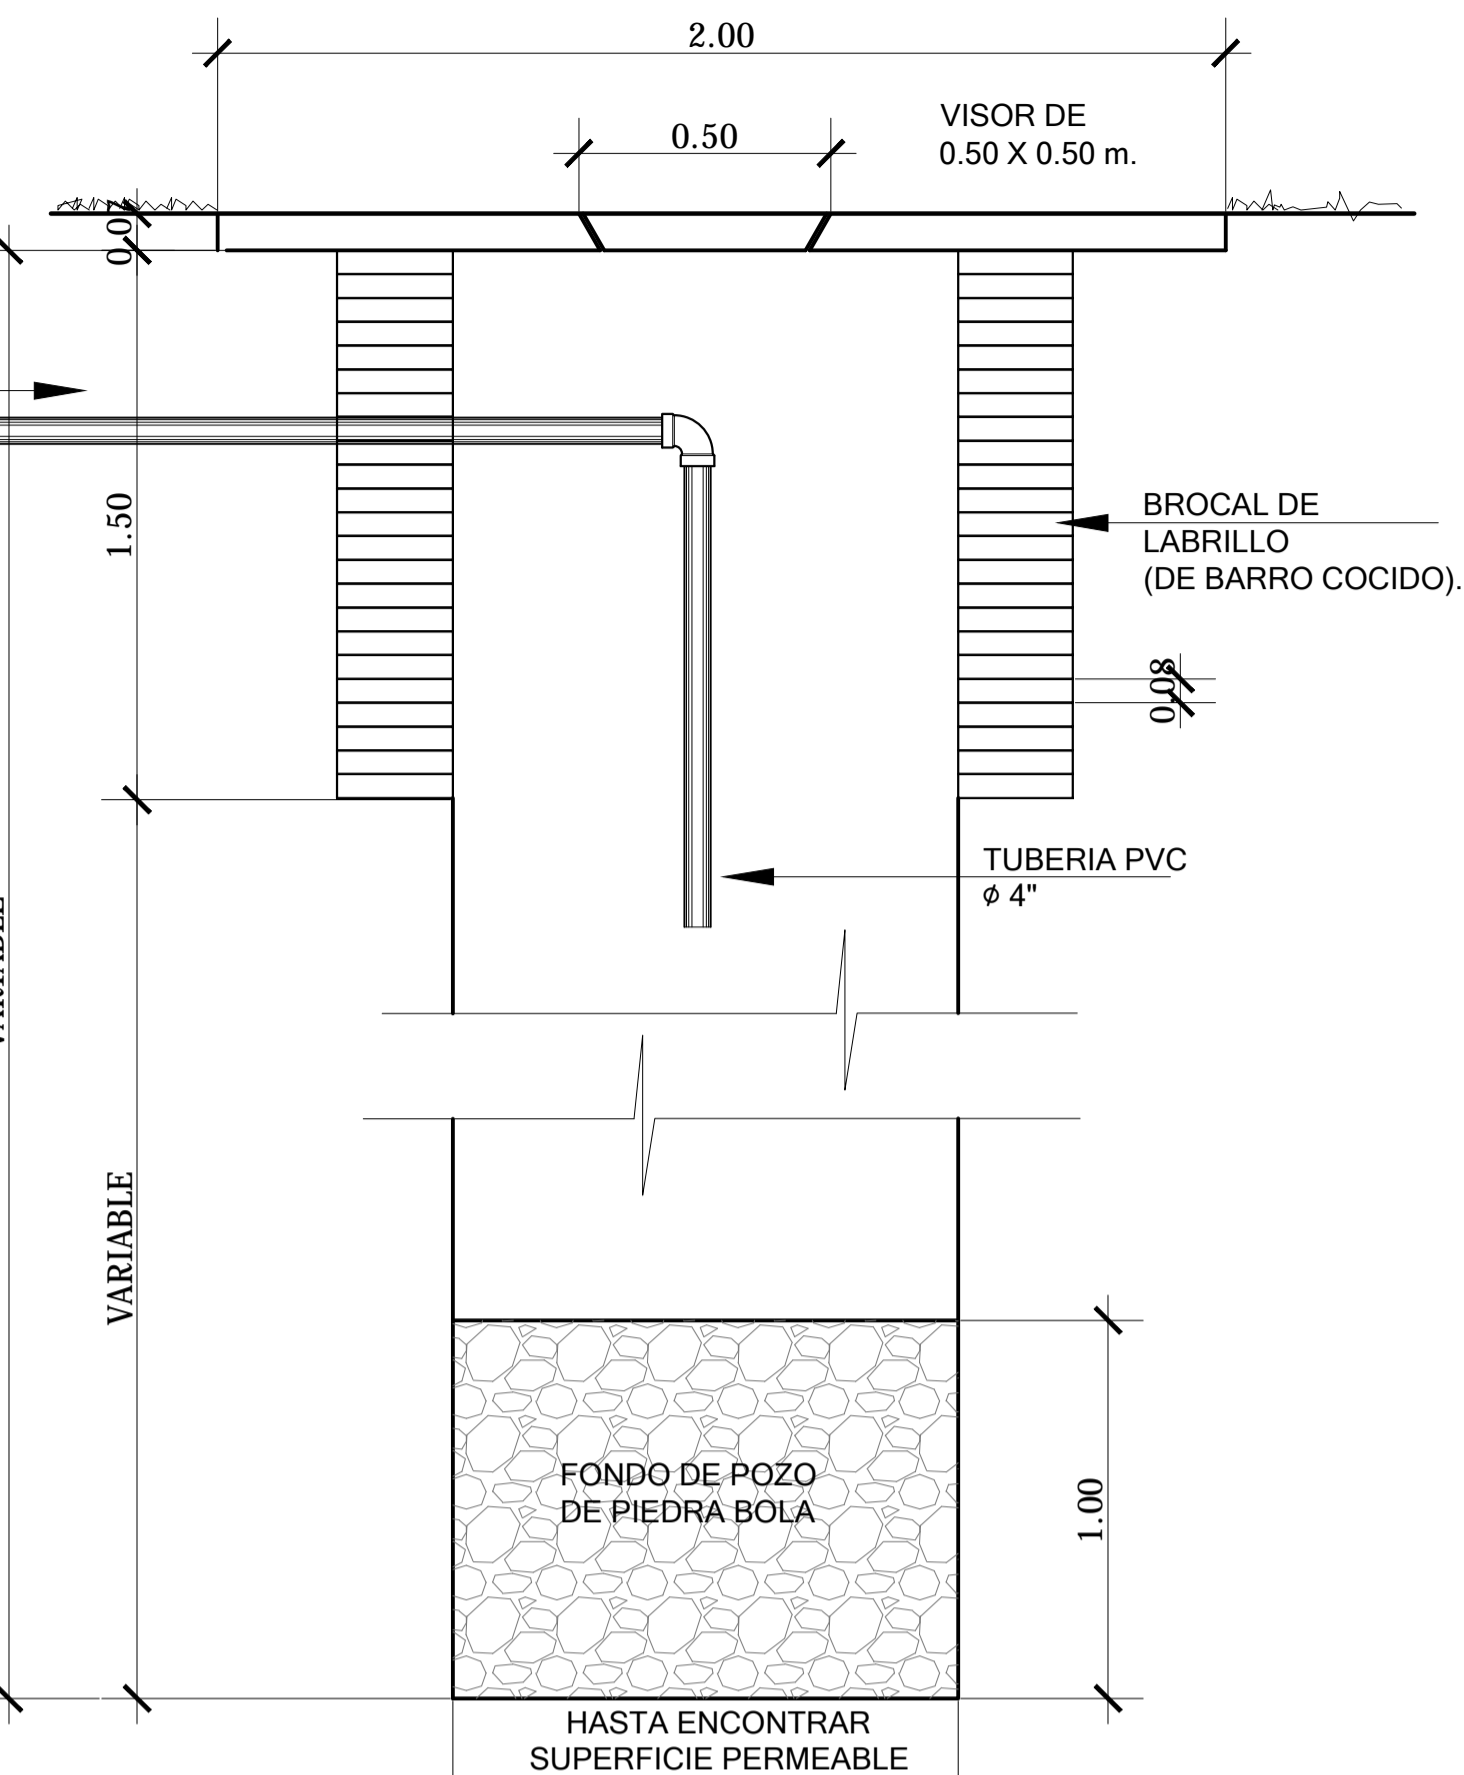 2.00
0.50
VISOR DE
0.50 X 0.50 m.
1.50
BROCAL DE
LABRILLO
(DE BARRO COCIDO).
0.08
TUBERIA PVC
ϕ 4"
VARIABLE
VARIABLE
FONDO DE POZO
DE PIEDRA BOLA
1.00
HASTA ENCONTRAR
SUPERFICIE PERMEABLE